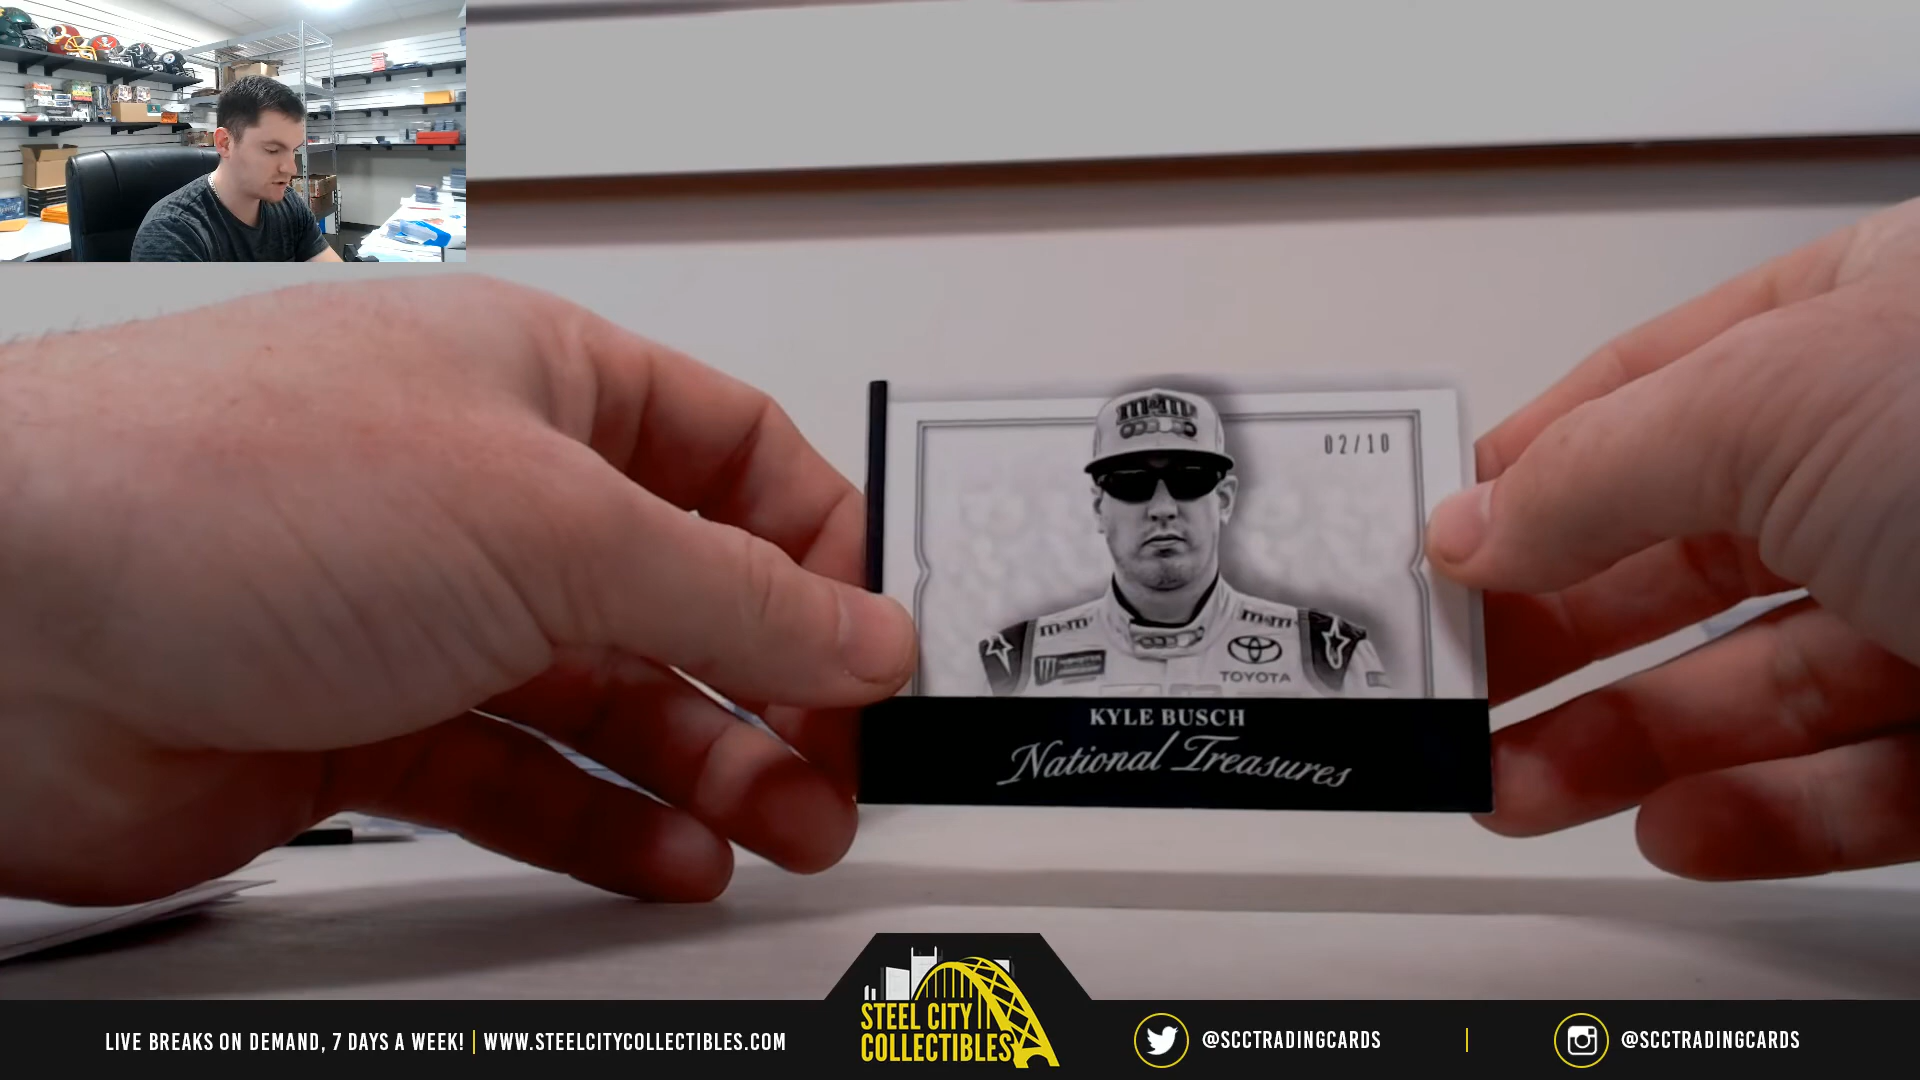 m&m's
02/10
m&m's
m&m's
TOYOTA
KYLE BUSCH
National Treasures
STEEL CITY
COLLECTIBLES
LIVE BREAKS ON DEMAND, 7 DAYS A WEEK! | WWW.STEELCITYCOLLECTIBLES.COM
@SCCTRADINGCARDS | @SCCTRADINGCARDS